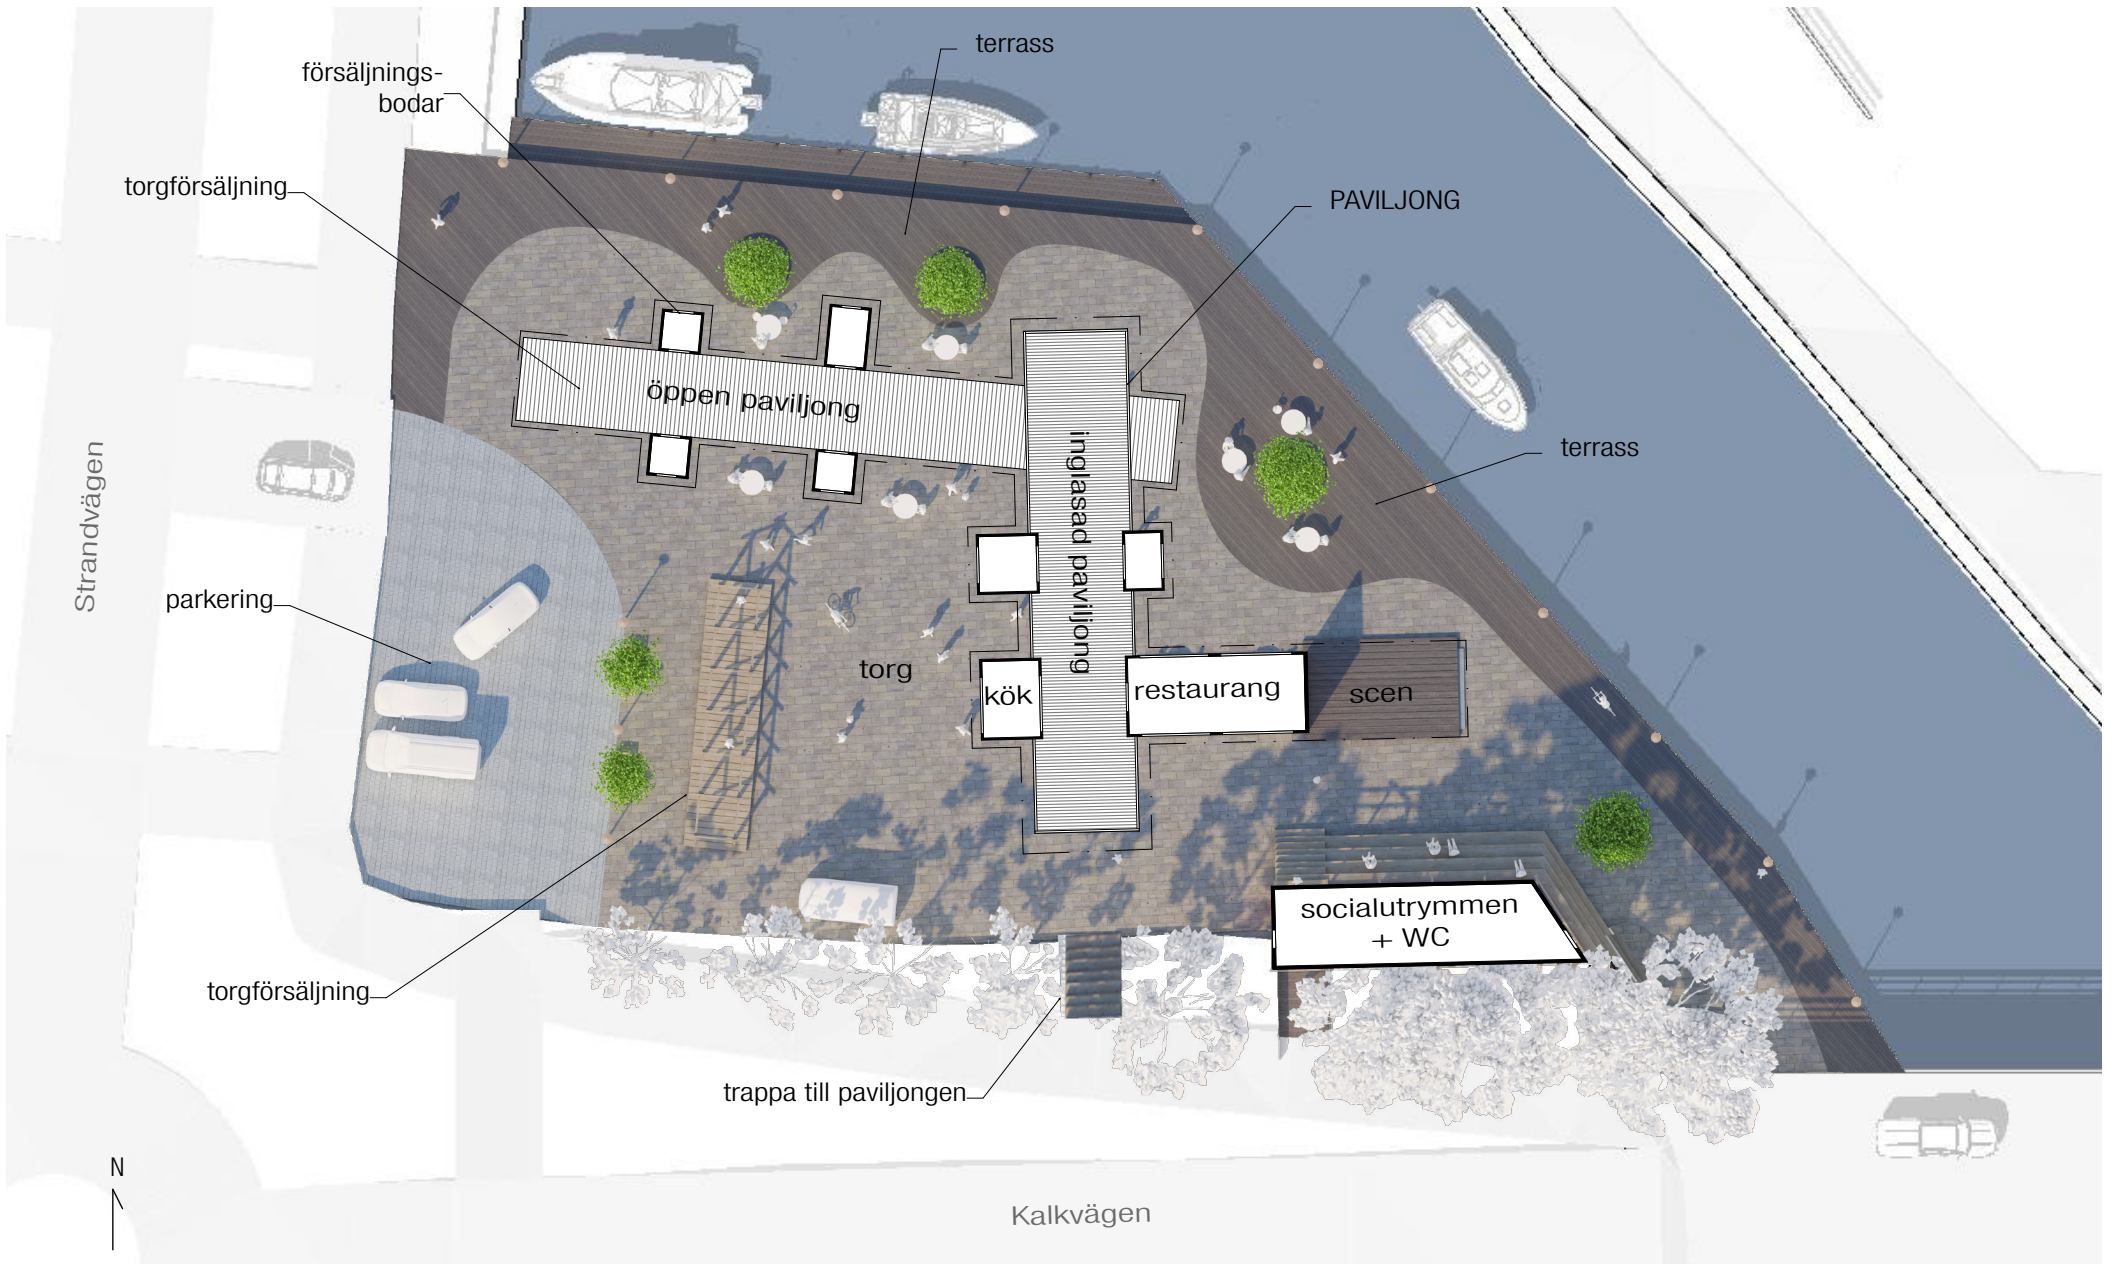 terrass
försäljnings-
bodar
torgförsäljning
PAVILJONG
öppen paviljong
inglasad paviljong
terrass
Strandvägen
parkering
torg
kök
restaurang
scen
socialutrymmen
+ WC
torgförsäljning
trappa till paviljongen
N
Kalkvägen